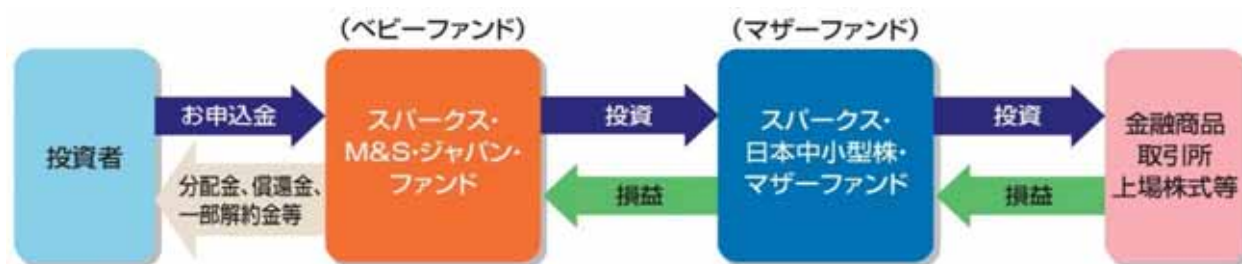 (ベビーファンド)
(マザーファンド)
投資者
お申込金
分配金、償還金、
一部解約金等
スパークス・
M&S・ジャパン・
ファンド
投資
損益
スパークス・
日本中小型株・
マザーファンド
投資
損益
金融商品
取引所
上場株式等